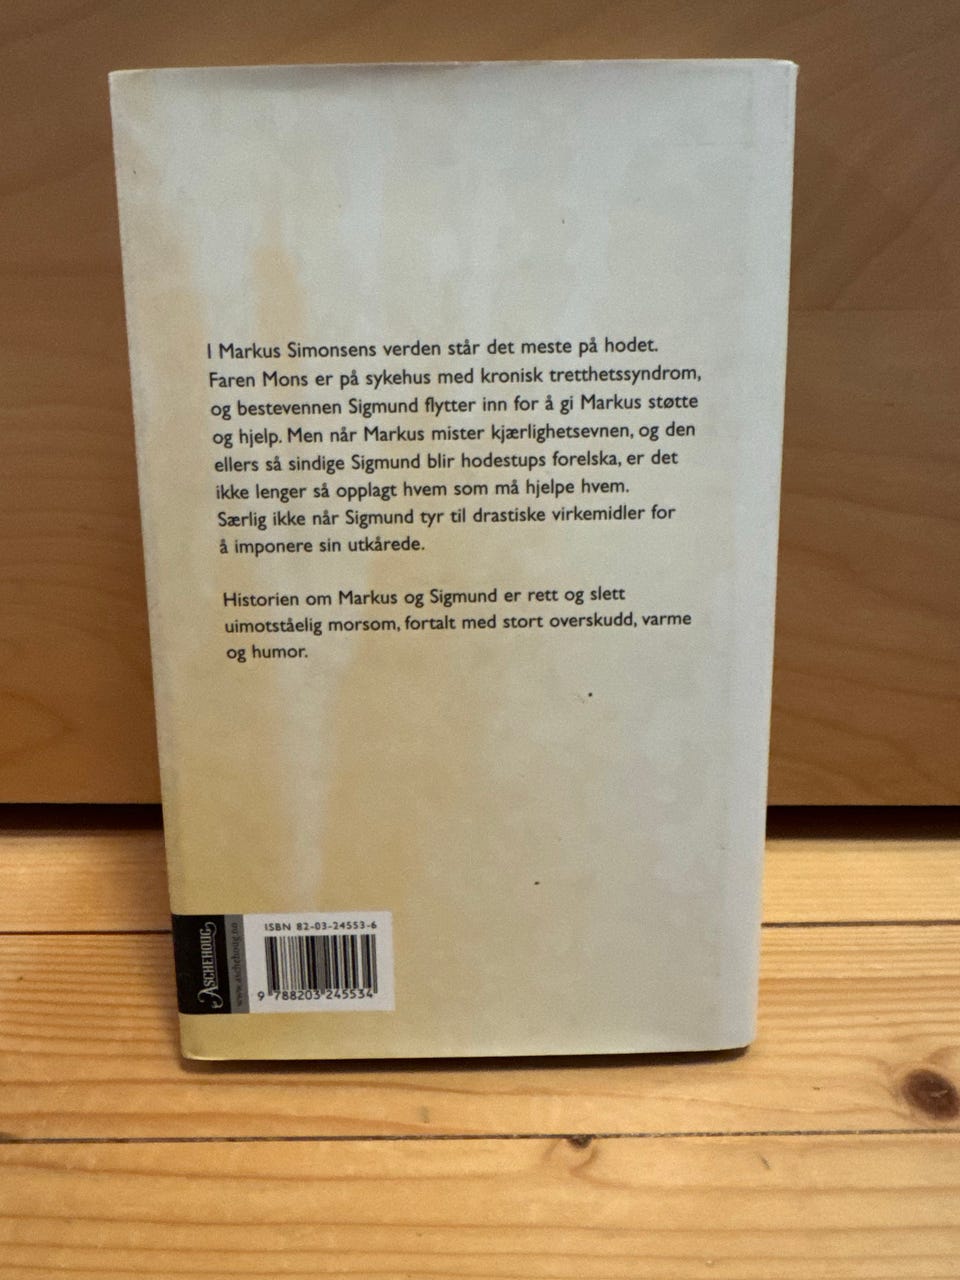 I Markus Simonsens verden står det meste på hodet.
Faren Mons er på sykehus med kronisk tretthetssyndrom,
og bestevennen Sigmund flytter inn for å gi Markus støtte
og hjelp. Men når Markus mister kjærlighetsevnen, og den
ellers så sindige Sigmund blir hodestups forelska, er det
ikke lenger så opplagt hvem som må hjelpe hvem.
Særlig ikke når Sigmund tyr til drastiske virkemidler for
å imponere sin utkårede.
Historien om Markus og Sigmund er rett og slett
uimotståelig morsom, fortalt med stort overskudd, varme
og humor.
ASCHEHOUG
www.aschehoug.no
ISBN 82-03-24553-6
9 788203 245534